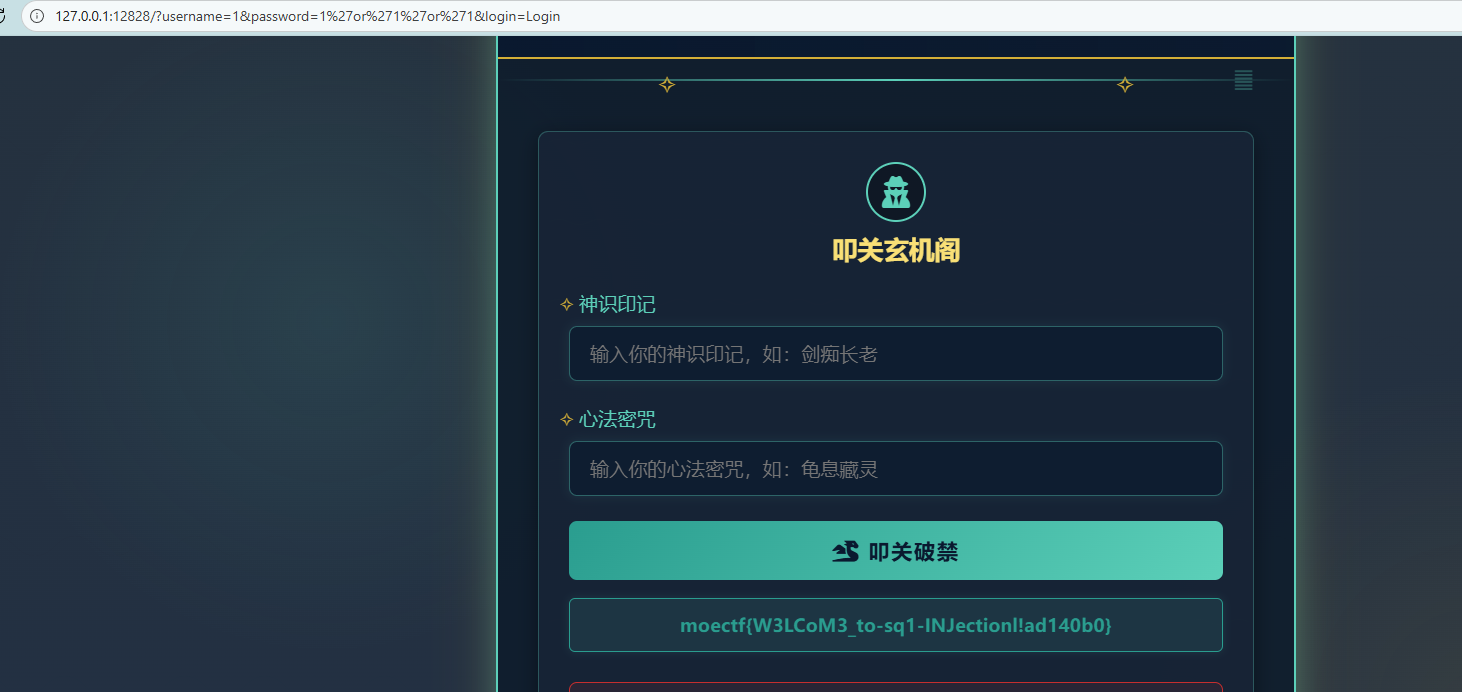 127.0.0.1:12828/?username=1&password=1%27or%271%27or%271&login=Login
叩关玄机阁
神识印记
输入你的神识印记，如：剑痴长老
心法密咒
输入你的心法密咒，如：龟息藏灵
叩关破禁
moectf{W3LCoM3_to-sq1-INJectionl!ad140b0}